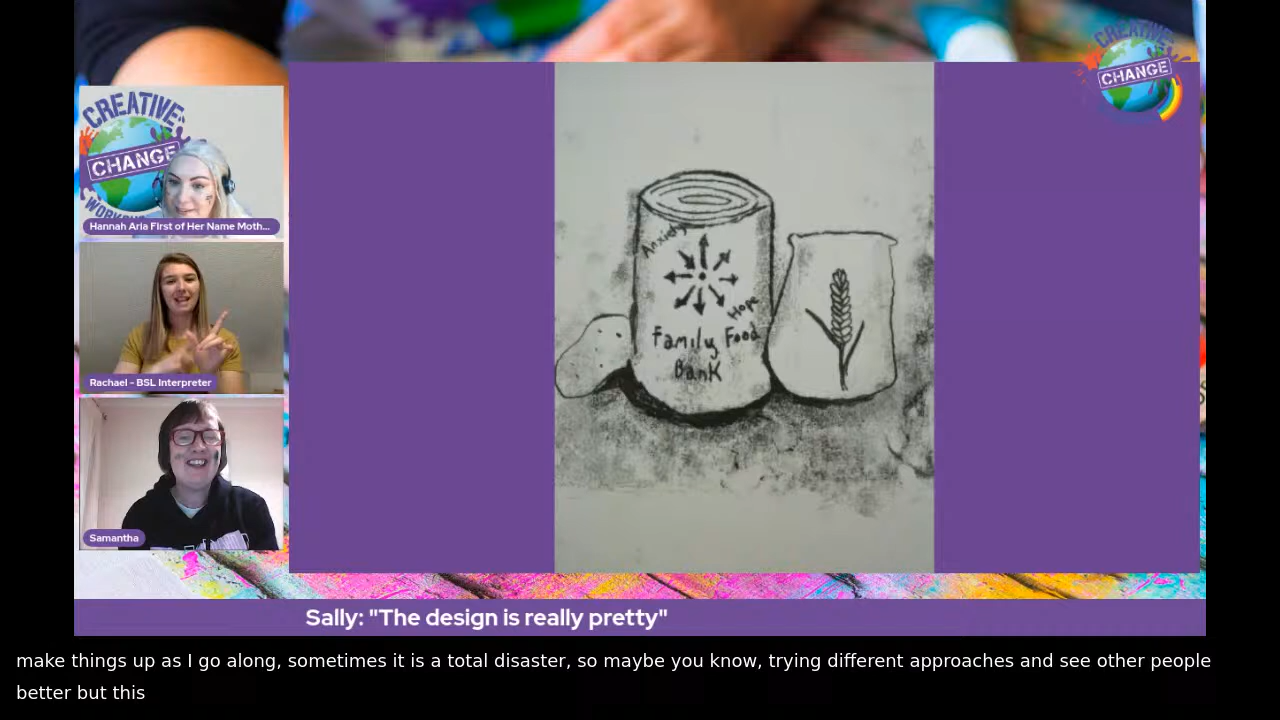 CREATIVE
CHANGE
CREATIVE
CHANGE
Hannah Aria First of Her Name Moth...
Rachael - BSL Interpreter
Samantha
Anxiety
Hope
Family Food
Bank
Sally: "The design is really pretty"
make things up as I go along, sometimes it is a total disaster, so maybe you know, trying different approaches and see other people
better but this